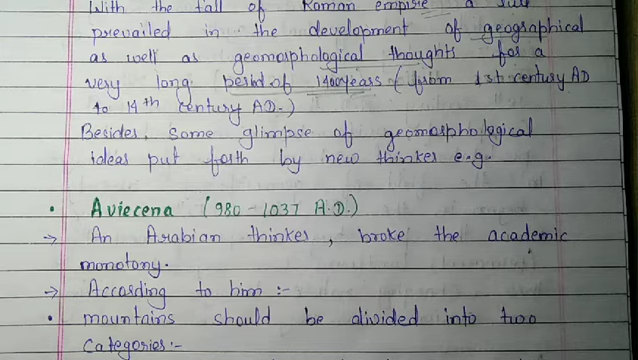 With the fall of Roman empire a
prevailed in the development of geographical
as well as geomorphological thoughts for a
very long period of 1400 years ( from 1st century AD
to 14th century AD.)
Besides, some glimpse of geomorphological
ideas put forth by new thinker e.g.
• Aviecena (980 - 1037 A.D.)
→ An Arabian thinker, broke the academic
monotony.
→ According to him :-
• mountains should be divided into two
categories:-